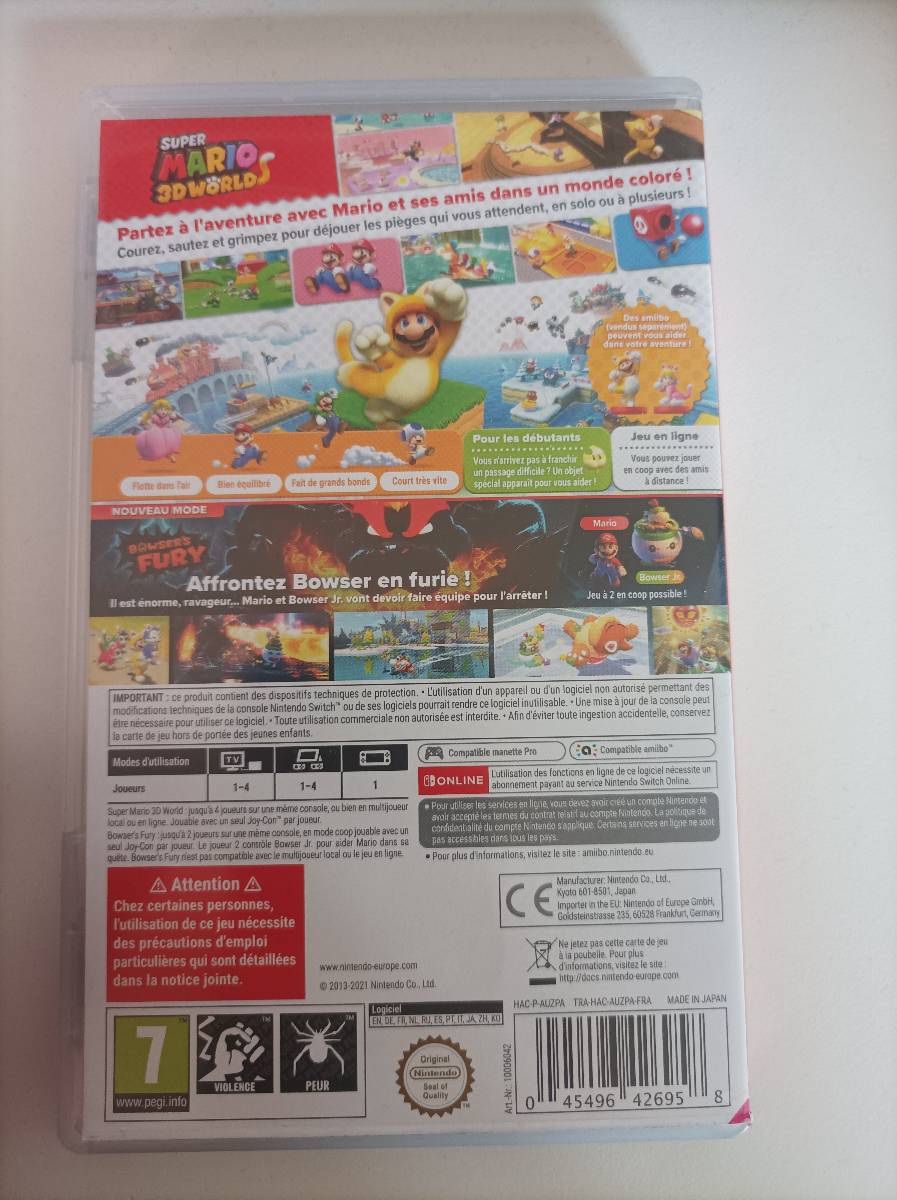 SUPER
MARIO
3D WORLD
Partez à l'aventure avec Mario et ses amis dans un monde coloré !
Courez, sautez et grimpez pour déjouer les pièges qui vous attendent, en solo ou à plusieurs !
Des amiibo
(vendus séparément)
peuvent vous aider
dans votre aventure !
Flotte dans l'air
Bien équilibré
Fait de grands bonds
Court très vite
Pour les débutants
Vous n'arrivez pas à franchir
un passage difficile ? Un objet
spécial apparaît pour vous aider !
Jeu en ligne
Vous pouvez jouer
en coop avec des amis
à distance !
NOUVEAU MODE
BOWSER'S
FURY
Affrontez Bowser en furie !
Il est énorme, ravageur... Mario et Bowser Jr. vont devoir faire équipe pour l'arrêter !
Mario
Bowser Jr.
Jeu à 2 en coop possible !
IMPORTANT : ce produit contient des dispositifs techniques de protection. • L'utilisation d'un appareil ou d'un logiciel non autorisé permettant des
modifications techniques de la console Nintendo Switch™ ou de ses logiciels pourrait rendre ce logiciel inutilisable. • Une mise à jour de la console peut
être nécessaire pour utiliser ce logiciel. • Toute utilisation commerciale non autorisée est interdite. • Afin d'éviter toute ingestion accidentelle, conservez
la carte de jeu hors de portée des jeunes enfants.
Modes d'utilisation
TV
Joueurs
1-4
1-4
1
Compatible manette Pro
Compatible amiibo™
ONLINE
L'utilisation des fonctions en ligne de ce logiciel nécessite un
abonnement payant au service Nintendo Switch Online.
Super Mario 3D World : jusqu'à 4 joueurs sur une même console, ou bien en multijoueur
local ou en ligne. Jouable avec un seul Joy-Con™ par joueur.
Bowser's Fury : jusqu'à 2 joueurs sur une même console, en mode coop jouable avec un
seul Joy-Con par joueur. Le joueur 2 contrôle Bowser Jr. pour aider Mario dans sa
quête. Bowser's Fury n'est pas compatible avec le multijoueur local ou le jeu en ligne.
• Pour utiliser les services en ligne, vous devez avoir créé un compte Nintendo et
avoir accepté les termes du contrat relatif au compte Nintendo. La politique de
confidentialité du compte Nintendo s'applique. Certains services en ligne ne sont
pas accessibles dans tous les pays.
• Pour plus d'informations, visitez le site : amiibo.nintendo.eu
Attention
Chez certaines personnes,
l'utilisation de ce jeu nécessite
des précautions d'emploi
particulières qui sont détaillées
dans la notice jointe.
www.nintendo-europe.com
© 2013-2021 Nintendo Co., Ltd.
CE
Manufacturer: Nintendo Co., Ltd.,
Kyoto 601-8501, Japan
Importer in the EU: Nintendo of Europe GmbH,
Goldsteinstrasse 235, 60528 Frankfurt, Germany
Ne jetez pas cette carte de jeu
à la poubelle. Pour plus
d'informations, visitez le site :
http://docs.nintendo-europe.com
HAC-P-AUZPA TRA-HAC-AUZPA-FRA MADE IN JAPAN
7
www.pegi.info
VIOLENCE
PEUR
Logiciel
EN, DE, FR, NL, RU, ES, PT, IT, JA, ZH, KO
Original
Nintendo
Seal of
Quality
Art.-Nr.: 10006042
0 45496 42695 8